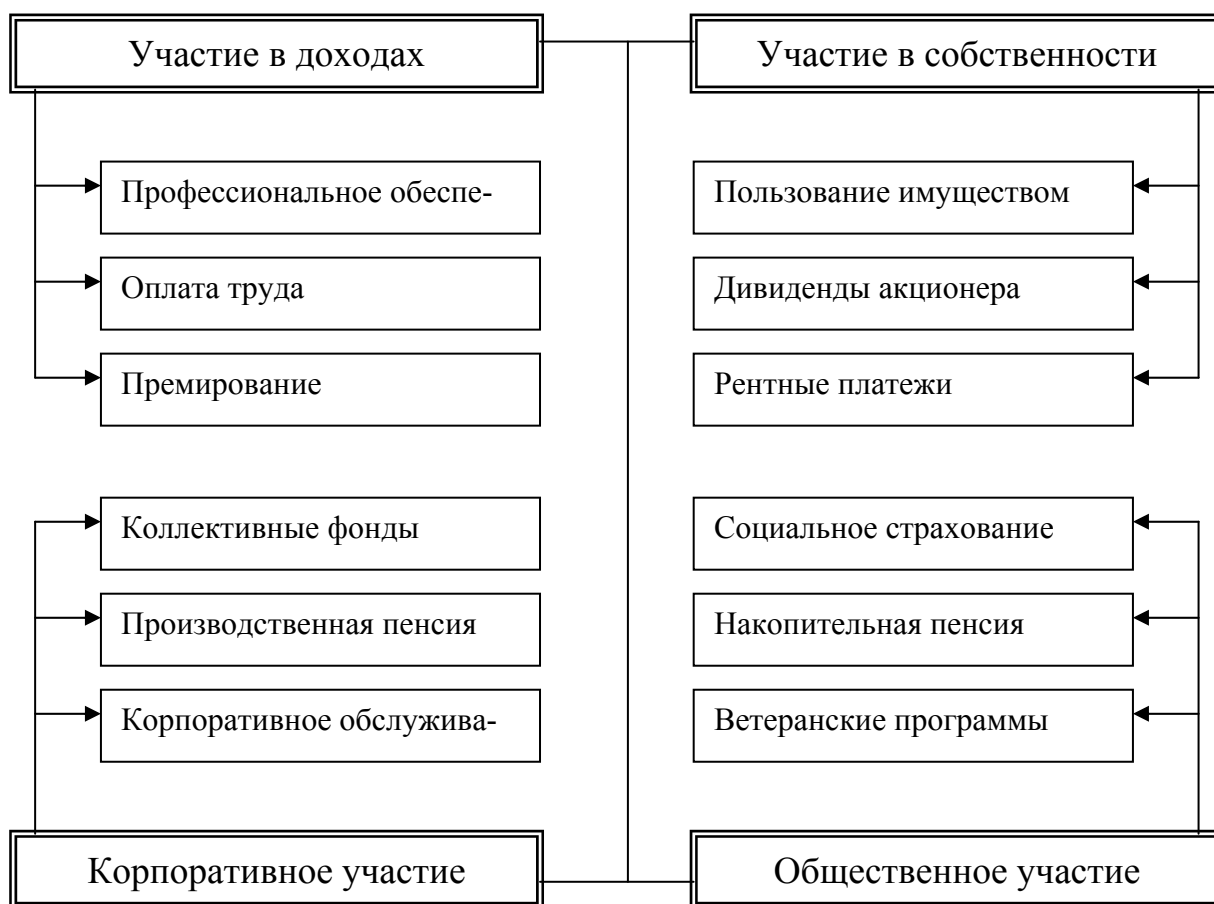 Участие в доходах
Участие в собственности
Профессиональное обеспе-
Пользование имуществом
Оплата труда
Дивиденды акционера
Премирование
Рентные платежи
Коллективные фонды
Социальное страхование
Производственная пенсия
Накопительная пенсия
Корпоративное обслужива-
Ветеранские программы
Корпоративное участие
Общественное участие